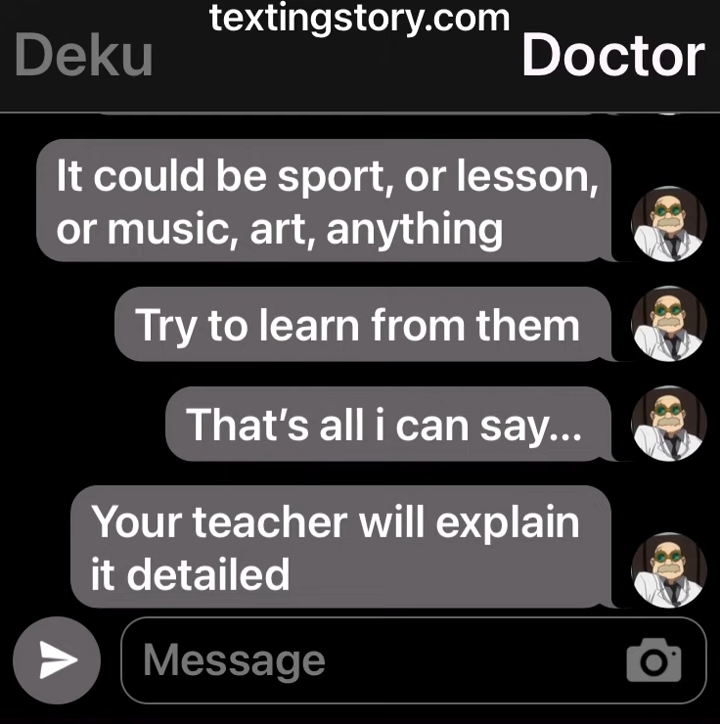 textingstory.com
Deku
Doctor
It could be sport, or lesson,
or music, art, anything
Try to learn from them
That’s all i can say...
Your teacher will explain
it detailed
Message